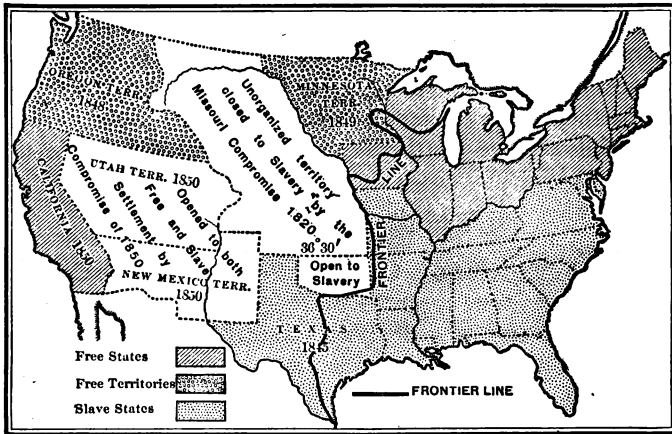 OREGON TERR.
1848
MINNESOTA
TERR.
1849
Unorganized territory
closed to Slavery by the
Missouri Compromise 1820.
36°30′
Open to
Slavery
CALIFORNIA 1850
UTAH TERR. 1850
Opened to both
Free and Slave
Settlement by
Compromise of 1850
NEW MEXICO TERR.
1850
TEXAS
1845
FRONTIER
LINE
Free States
Free Territories
Slave States
FRONTIER LINE